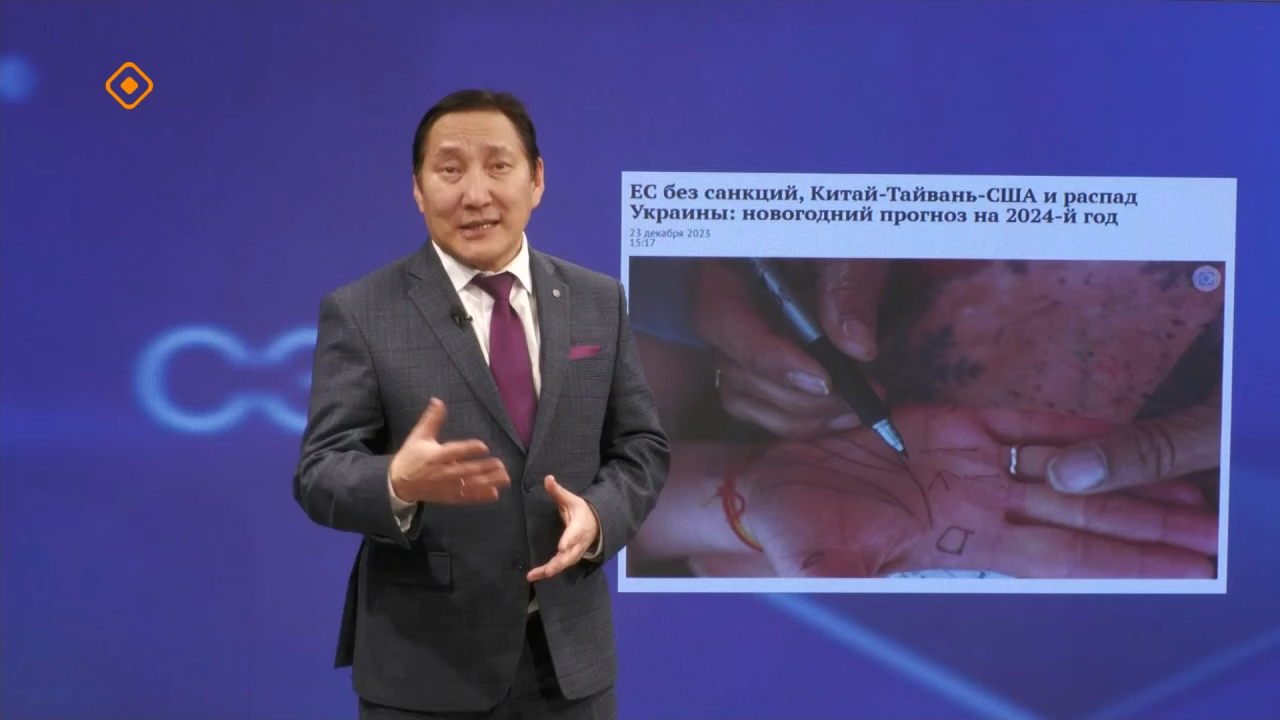 ЕС без санкций, Китай-Тайвань-США и распад
Украины: новогодний прогноз на 2024-й год
23 декабря 2023
15:17